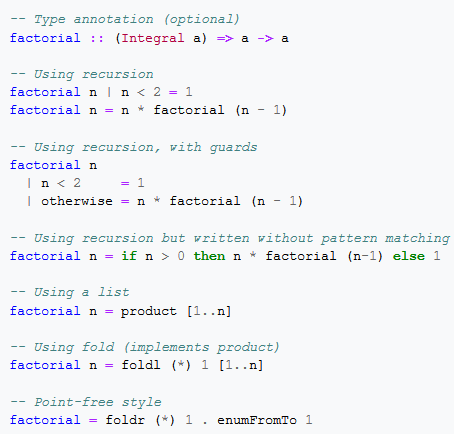 -- Type annotation (optional)
factorial :: (Integral a) => a -> a
-- Using recursion
factorial n | n < 2 = 1
factorial n = n * factorial (n - 1)
-- Using recursion, with guards
factorial n
  | n < 2     = 1
  | otherwise = n * factorial (n - 1)
-- Using recursion but written without pattern matching
factorial n = if n > 0 then n * factorial (n-1) else 1
-- Using a list
factorial n = product [1..n]
-- Using fold (implements product)
factorial n = foldl (*) 1 [1..n]
-- Point-free style
factorial = foldr (*) 1 . enumFromTo 1